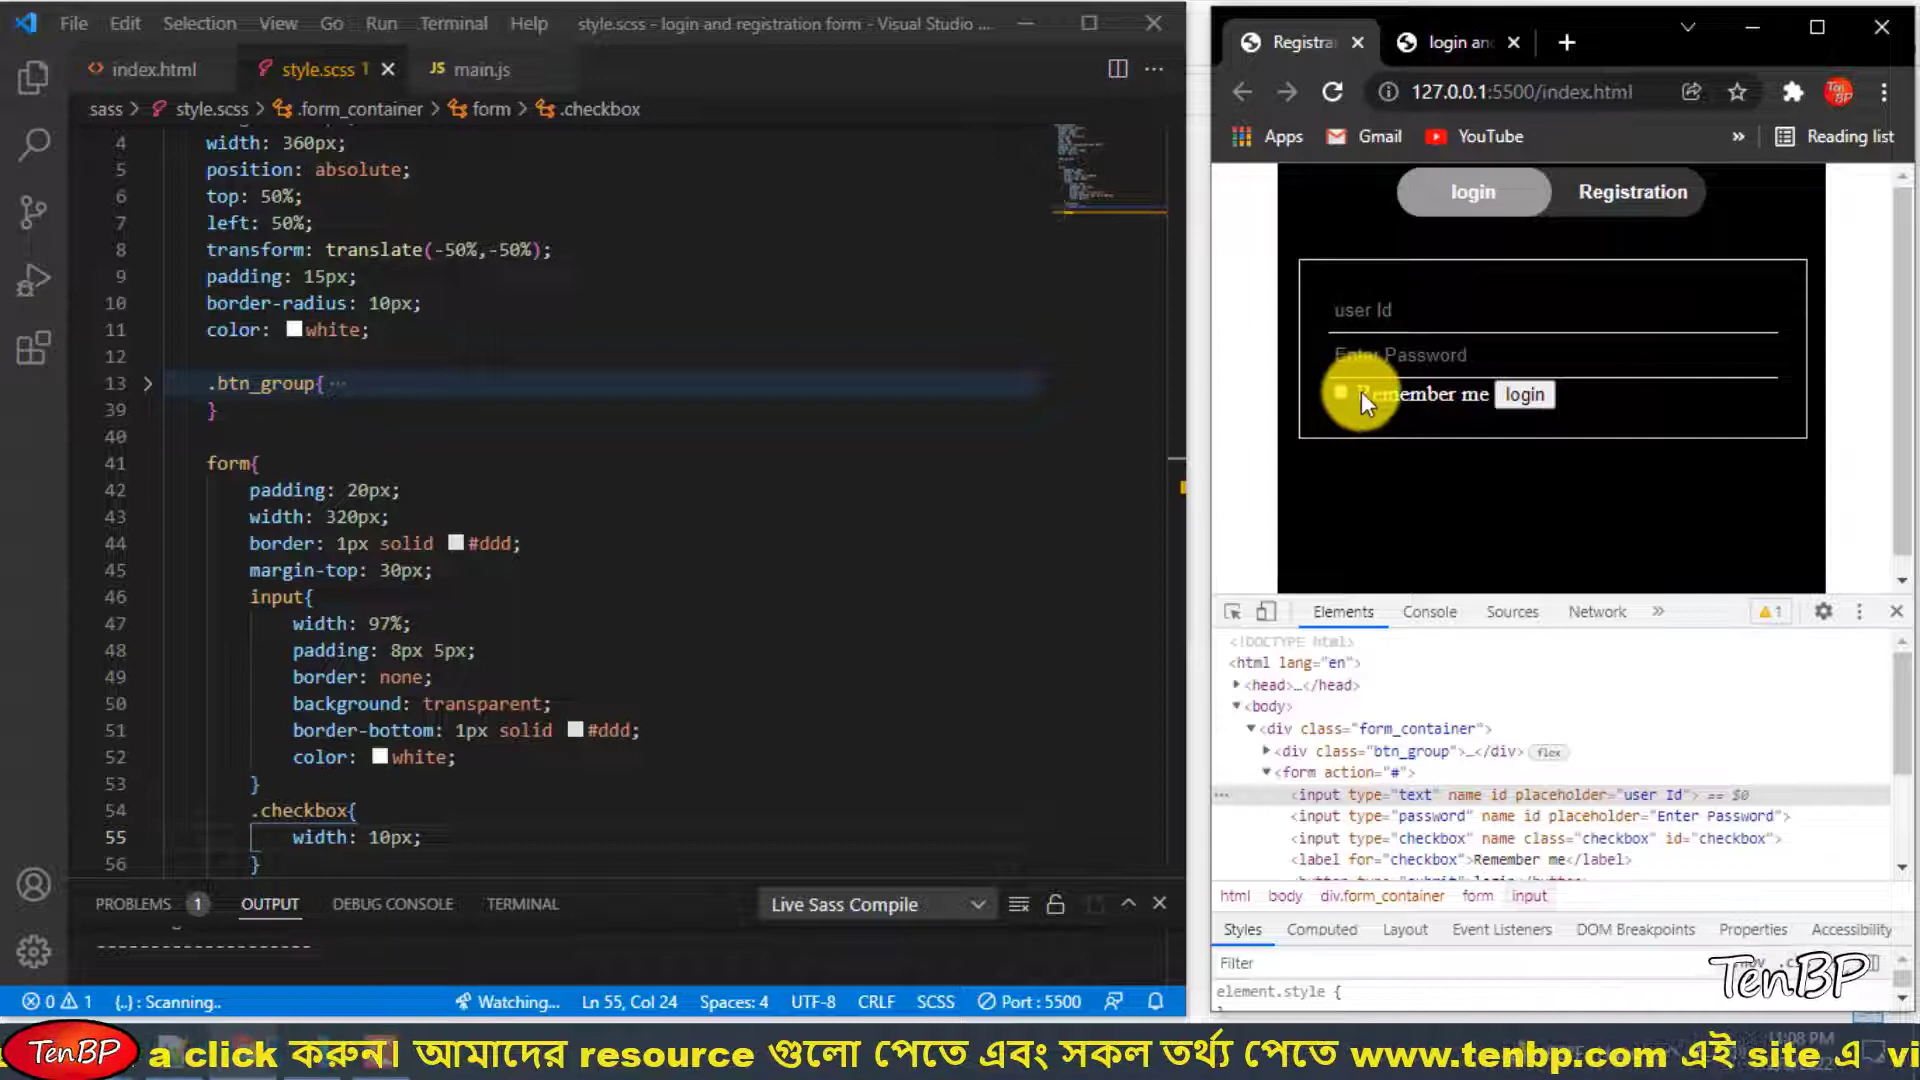 File Edit Selection View Go Run Terminal Help style.scss - login and registration form - Visual Studio ...
index.html style.scss 1 JS main.js
sass > style.scss > .form_container > form > .checkbox
4 width: 360px;
5 position: absolute;
6 top: 50%;
7 left: 50%;
8 transform: translate(-50%,-50%);
9 padding: 15px;
10 border-radius: 10px;
11 color: white;
12
13 .btn_group{ ...
39 }
40
41 form{
42 padding: 20px;
43 width: 320px;
44 border: 1px solid #ddd;
45 margin-top: 30px;
46 input{
47 width: 97%;
48 padding: 8px 5px;
49 border: none;
50 background: transparent;
51 border-bottom: 1px solid #ddd;
52 color: white;
53 }
54 .checkbox{
55 width: 10px;
56 }
PROBLEMS 1 OUTPUT DEBUG CONSOLE TERMINAL Live Sass Compile
--------------------
0 1 {..} : Scanning.. Watching... Ln 55, Col 24 Spaces: 4 UTF-8 CRLF SCSS Port : 5500
Registra login an
127.0.0.1:5500/index.html
Apps Gmail YouTube » Reading list
login Registration
user Id
Enter Password
Remember me login
Elements Console Sources Network » 1
<!DOCTYPE html>
<html lang="en">
<head>…</head>
<body>
<div class="form_container">
<div class="btn_group">…</div> flex
<form action="#">
<input type="text" name id placeholder="user Id"> == $0
<input type="password" name id placeholder="Enter Password">
<input type="checkbox" name class="checkbox" id="checkbox">
<label for="checkbox">Remember me</label>
html body div.form_container form input
Styles Computed Layout Event Listeners DOM Breakpoints Properties Accessibility
Filter
element.style {
TenBP
TenBP a click করুন। আমাদের resource গুলো পেতে এবং সকল তর্থ্য পেতে www.tenbp.com এই site এ vi